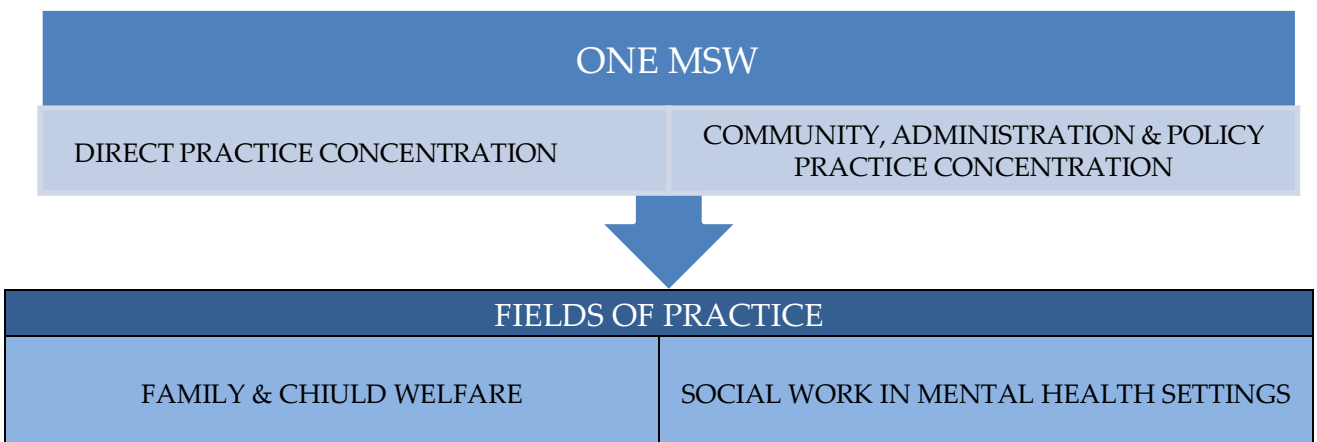 ONE MSW
DIRECT PRACTICE CONCENTRATION
COMMUNITY, ADMINISTRATION & POLICY
PRACTICE CONCENTRATION
FIELDS OF PRACTICE
FAMILY & CHIULD WELFARE
SOCIAL WORK IN MENTAL HEALTH SETTINGS